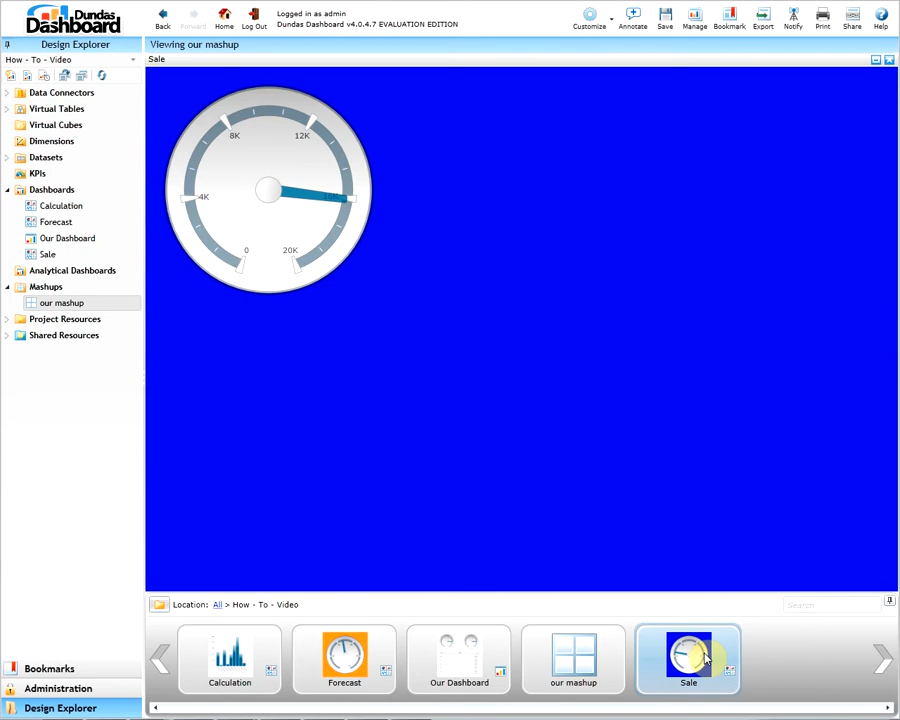 Dundas
Dashboard
Back
Forward
Home
Log Out
Logged in as admin
Dundas Dashboard v4.0.4.7 EVALUATION EDITION
Customize
Annotate
Save
Manage
Bookmark
Notify
Export
Print
Share
Help
Design Explorer
Viewing our mashup
How - To - Video
Sale
Data Connectors
Virtual Tables
Virtual Cubes
Dimensions
Datasets
KPIs
Dashboards
Calculation
Forecast
Our Dashboard
Sale
Analytical Dashboards
Mashups
our mashup
Project Resources
Shared Resources
8K
12K
4K
16K
0
20K
Location: All > How - To - Video
Search
Calculation
Forecast
Our Dashboard
our mashup
Sale
Bookmarks
Administration
Design Explorer